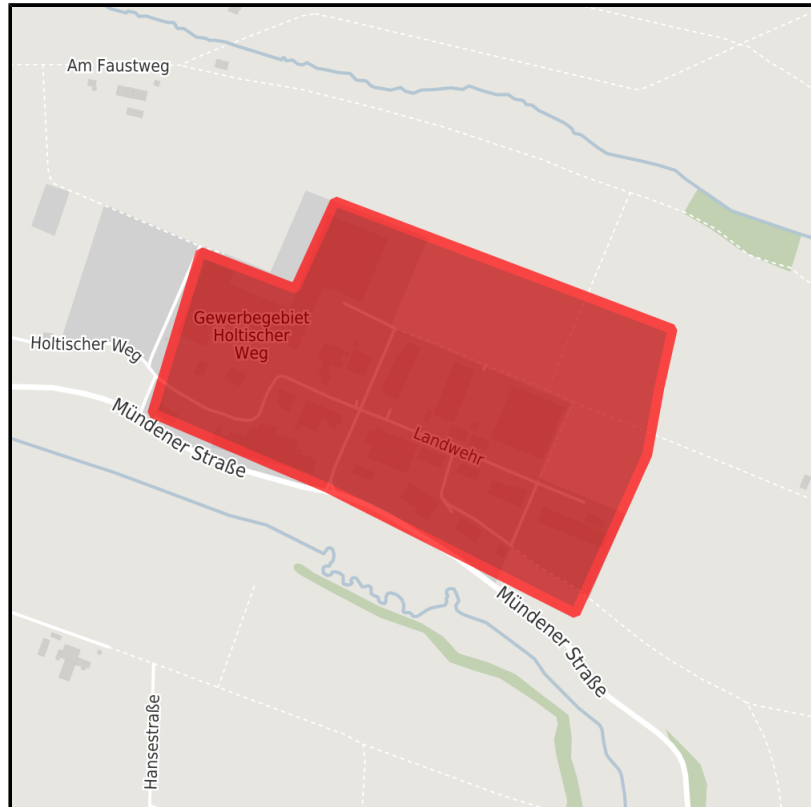 Am Faustweg
Gewerbegebiet
Holtischer
Weg
Holtischer Weg
Mündener Straße
Landwehr
Mündener Straße
Hansestraße